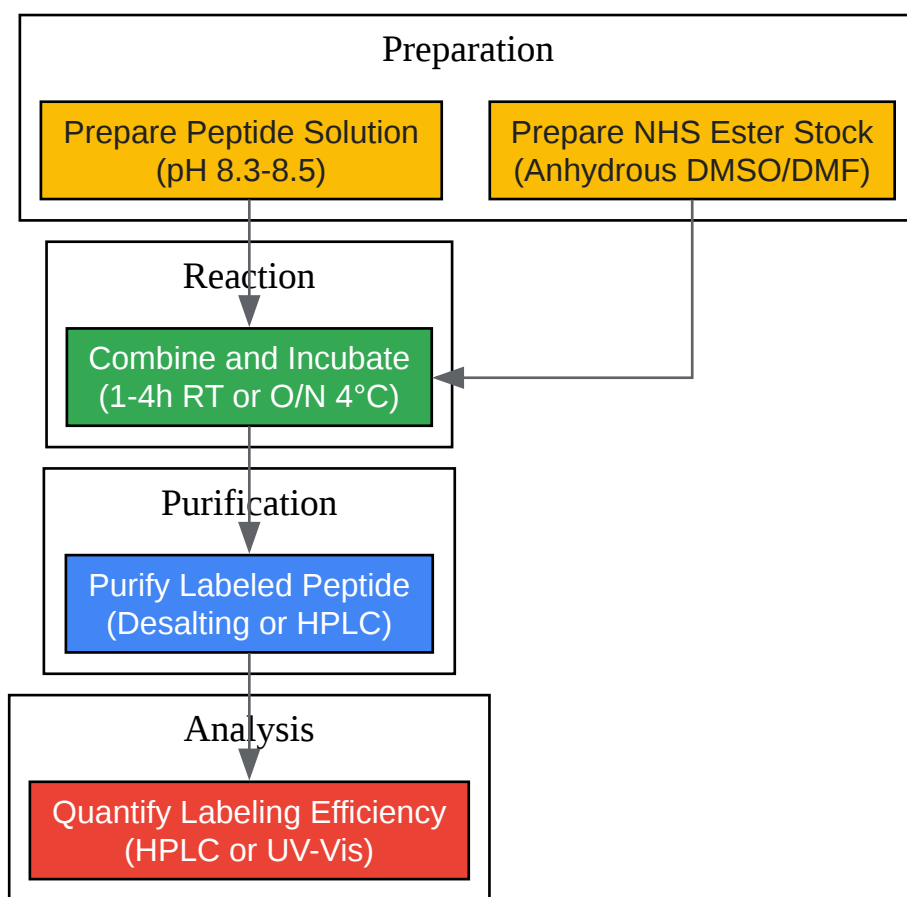 Preparation
Prepare Peptide Solution
(pH 8.3-8.5)
Prepare NHS Ester Stock
(Anhydrous DMSO/DMF)
Reaction
Combine and Incubate
(1-4h RT or O/N 4°C)
Purification
Purify Labeled Peptide
(Desalting or HPLC)
Analysis
Quantify Labeling Efficiency
(HPLC or UV-Vis)